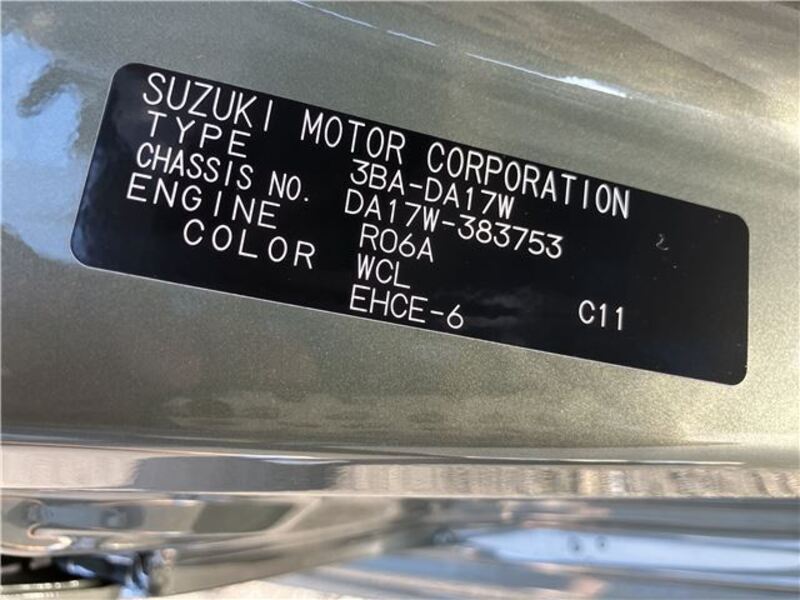 SUZUKI MOTOR CORPORATION
TYPE 3BA-DA17W
CHASSIS NO. DA17W-383753
ENGINE R06A
COLOR WCL
EHCE-6 C11